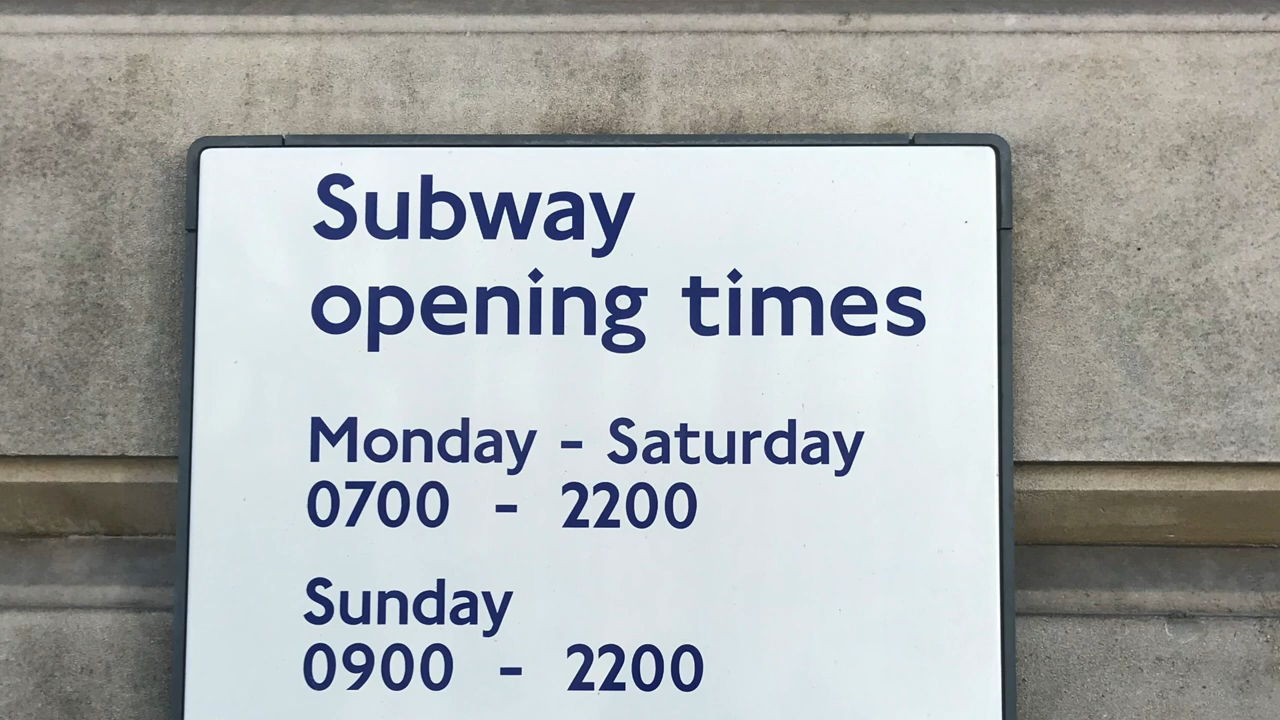 Subway
opening times
Monday - Saturday
0700 - 2200
Sunday
0900 - 2200